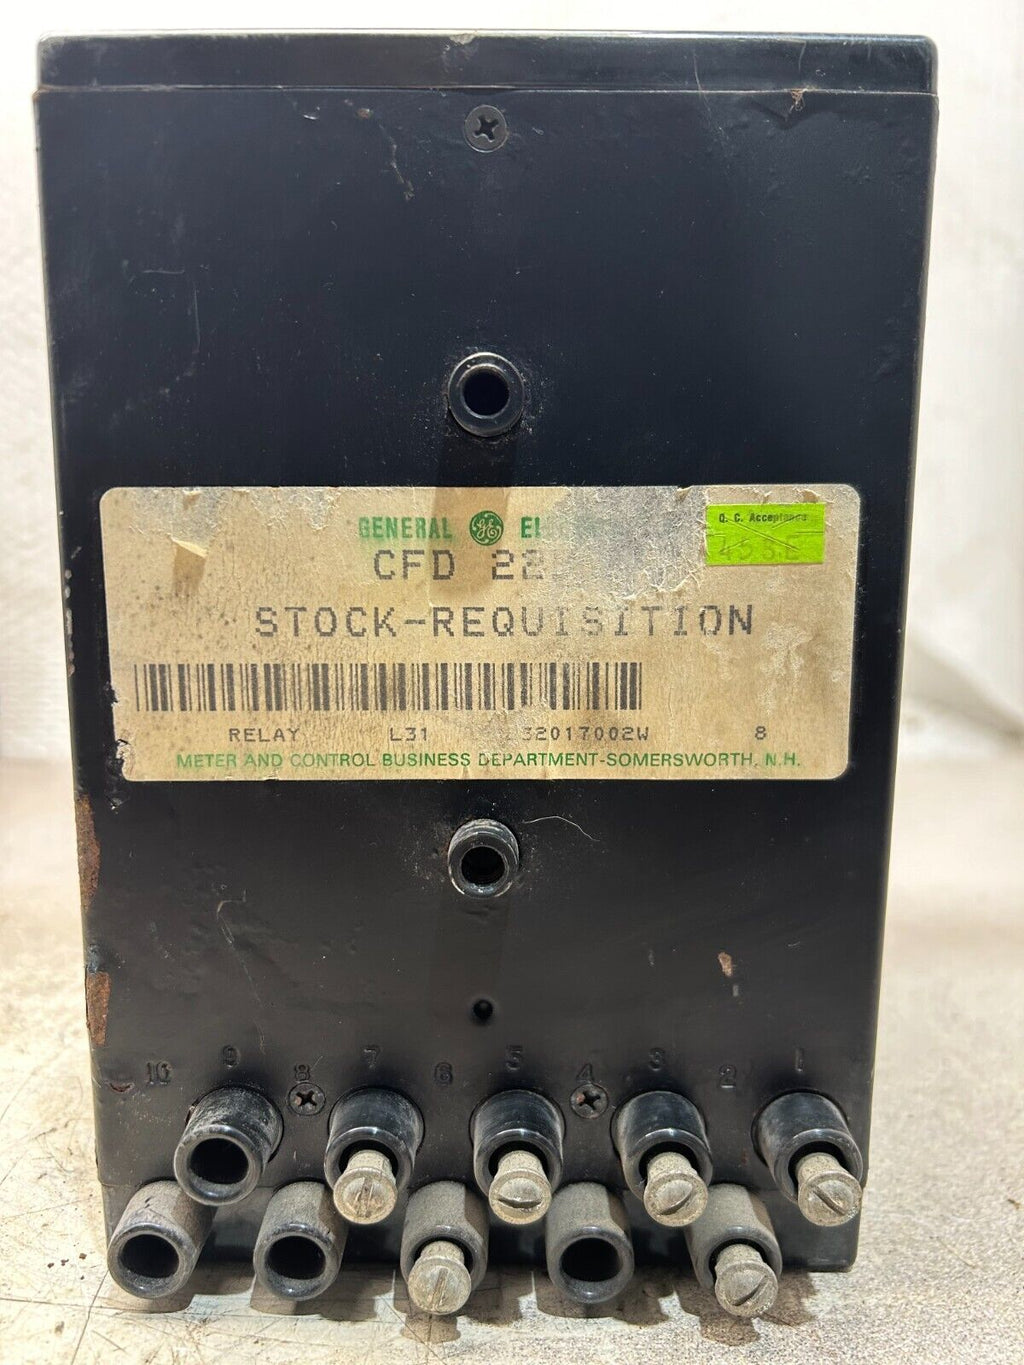 GENERAL GE
CFD 22
Q. C. Acceptance
STOCK-REQUISITION
RELAY L31 32017002W 8
METER AND CONTROL BUSINESS DEPARTMENT-SOMERSWORTH, N.H.
10 9 8 7 6 5 4 3 2 1